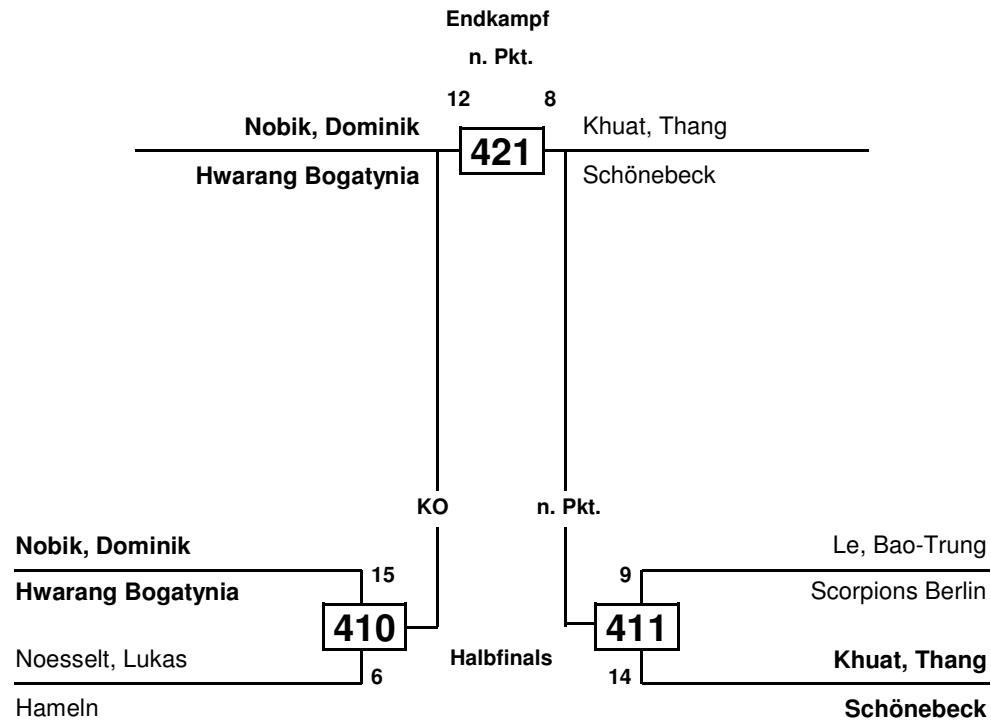 Endkampf
n. Pkt.
12 8
Nobik, Dominik Khuat, Thang
421
Hwarang Bogatynia Schönebeck
KO n. Pkt.
Nobik, Dominik Le, Bao-Trung
15 9
Hwarang Bogatynia Scorpions Berlin
410 411
Noesselt, Lukas Halbfinals Khuat, Thang
6 14
Hameln Schönebeck